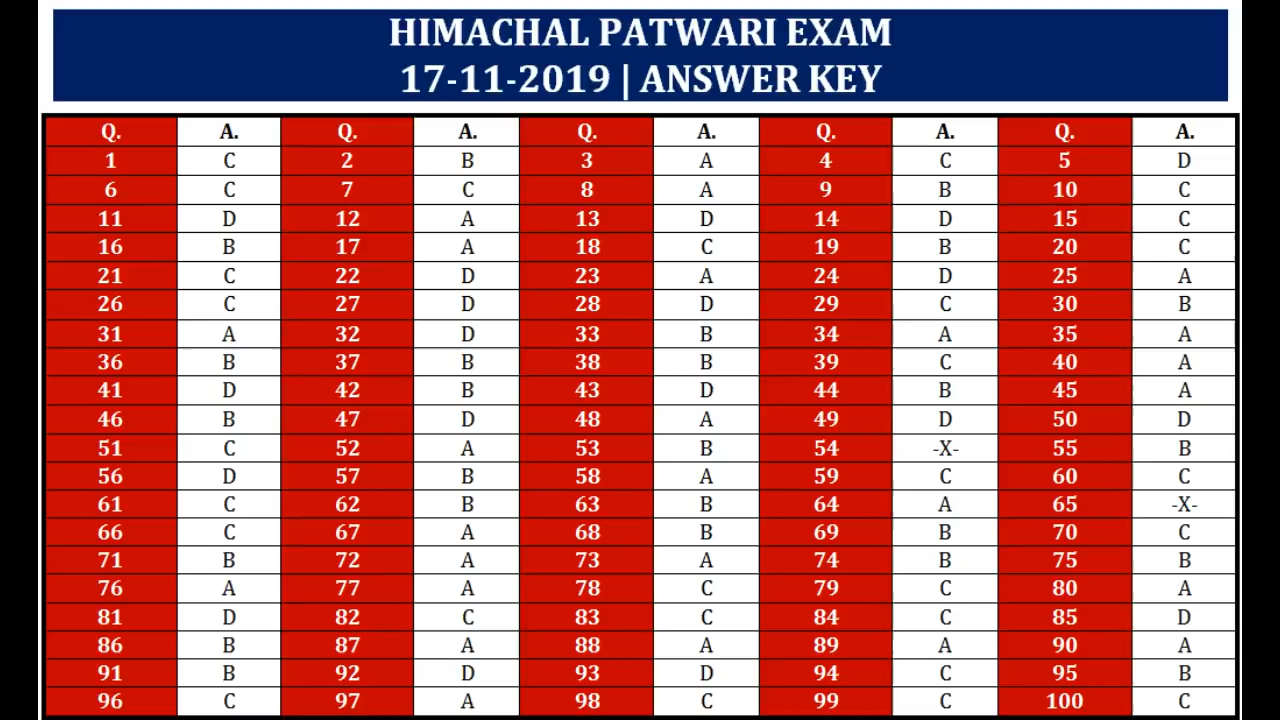 HIMACHAL PATWARI EXAM
17-11-2019 | ANSWER KEY
Q. A. Q. A. Q. A. Q. A. Q. A.
1 C 2 B 3 A 4 C 5 D
6 C 7 C 8 A 9 B 10 C
11 D 12 A 13 D 14 D 15 C
16 B 17 A 18 C 19 B 20 C
21 C 22 D 23 A 24 D 25 A
26 C 27 D 28 D 29 C 30 B
31 A 32 D 33 B 34 A 35 A
36 B 37 B 38 B 39 C 40 A
41 D 42 B 43 D 44 B 45 A
46 B 47 D 48 A 49 D 50 D
51 C 52 A 53 B 54 -X- 55 B
56 D 57 B 58 A 59 C 60 C
61 C 62 B 63 B 64 A 65 -X-
66 C 67 A 68 B 69 B 70 C
71 B 72 A 73 A 74 B 75 B
76 A 77 A 78 C 79 C 80 A
81 D 82 C 83 C 84 C 85 D
86 B 87 A 88 A 89 A 90 A
91 B 92 D 93 D 94 C 95 B
96 C 97 A 98 C 99 C 100 C